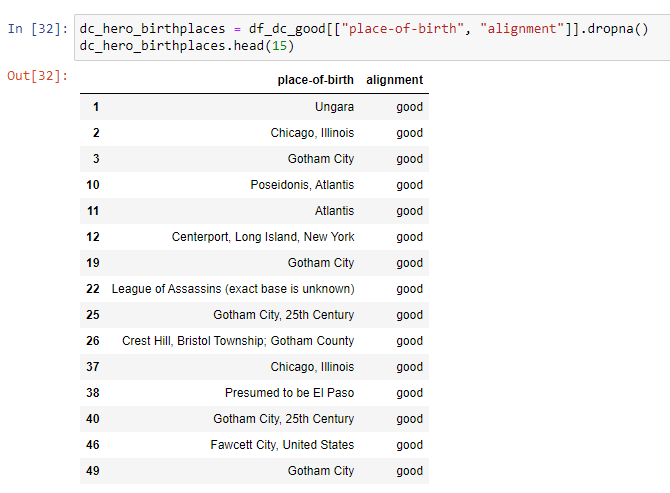 In [32]: dc_hero_birthplaces = df_dc_good[["place-of-birth", "alignment"]].dropna()
dc_hero_birthplaces.head(15)
Out[32]:
place-of-birth alignment
1 Ungara good
2 Chicago, Illinois good
3 Gotham City good
10 Poseidonis, Atlantis good
11 Atlantis good
12 Centerport, Long Island, New York good
19 Gotham City good
22 League of Assassins (exact base is unknown) good
25 Gotham City, 25th Century good
26 Crest Hill, Bristol Township; Gotham County good
37 Chicago, Illinois good
38 Presumed to be El Paso good
40 Gotham City, 25th Century good
46 Fawcett City, United States good
49 Gotham City good